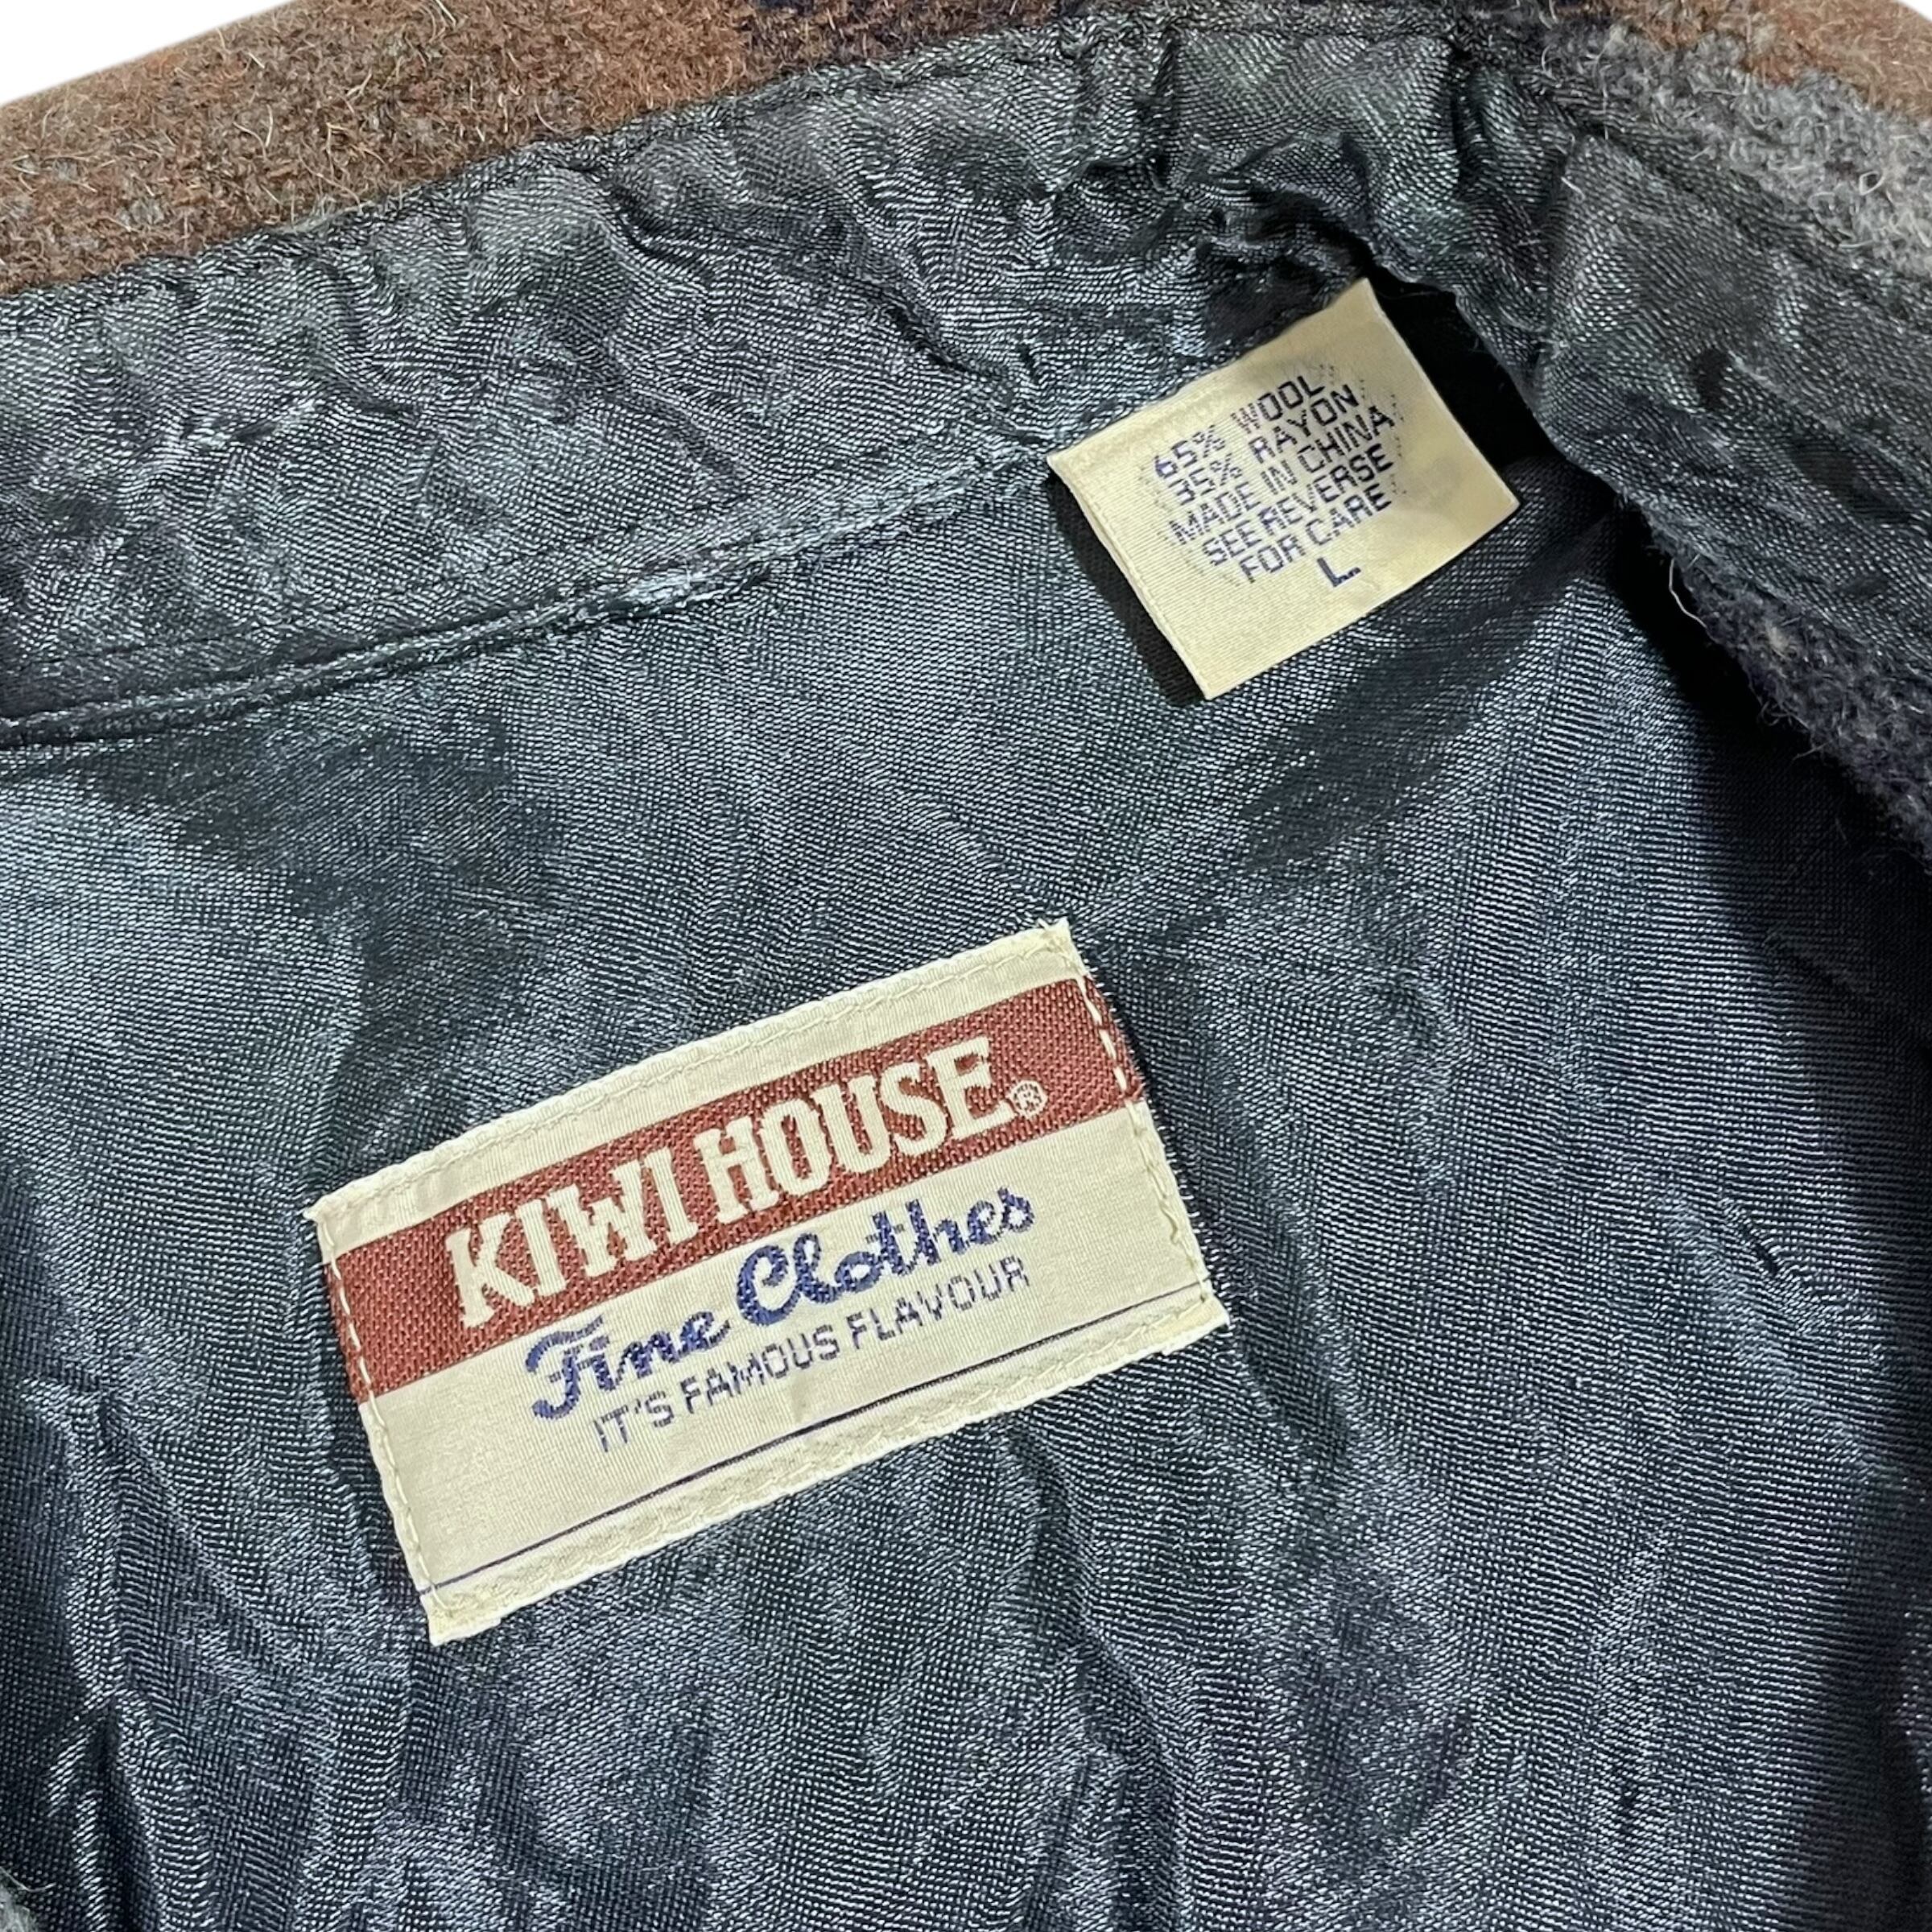 65% WOOL
35% RAYON
MADE IN CHINA
SEE REVERSE
FOR CARE
L
KIWI HOUSE®
Fine Clothes
IT'S FAMOUS FLAVOUR